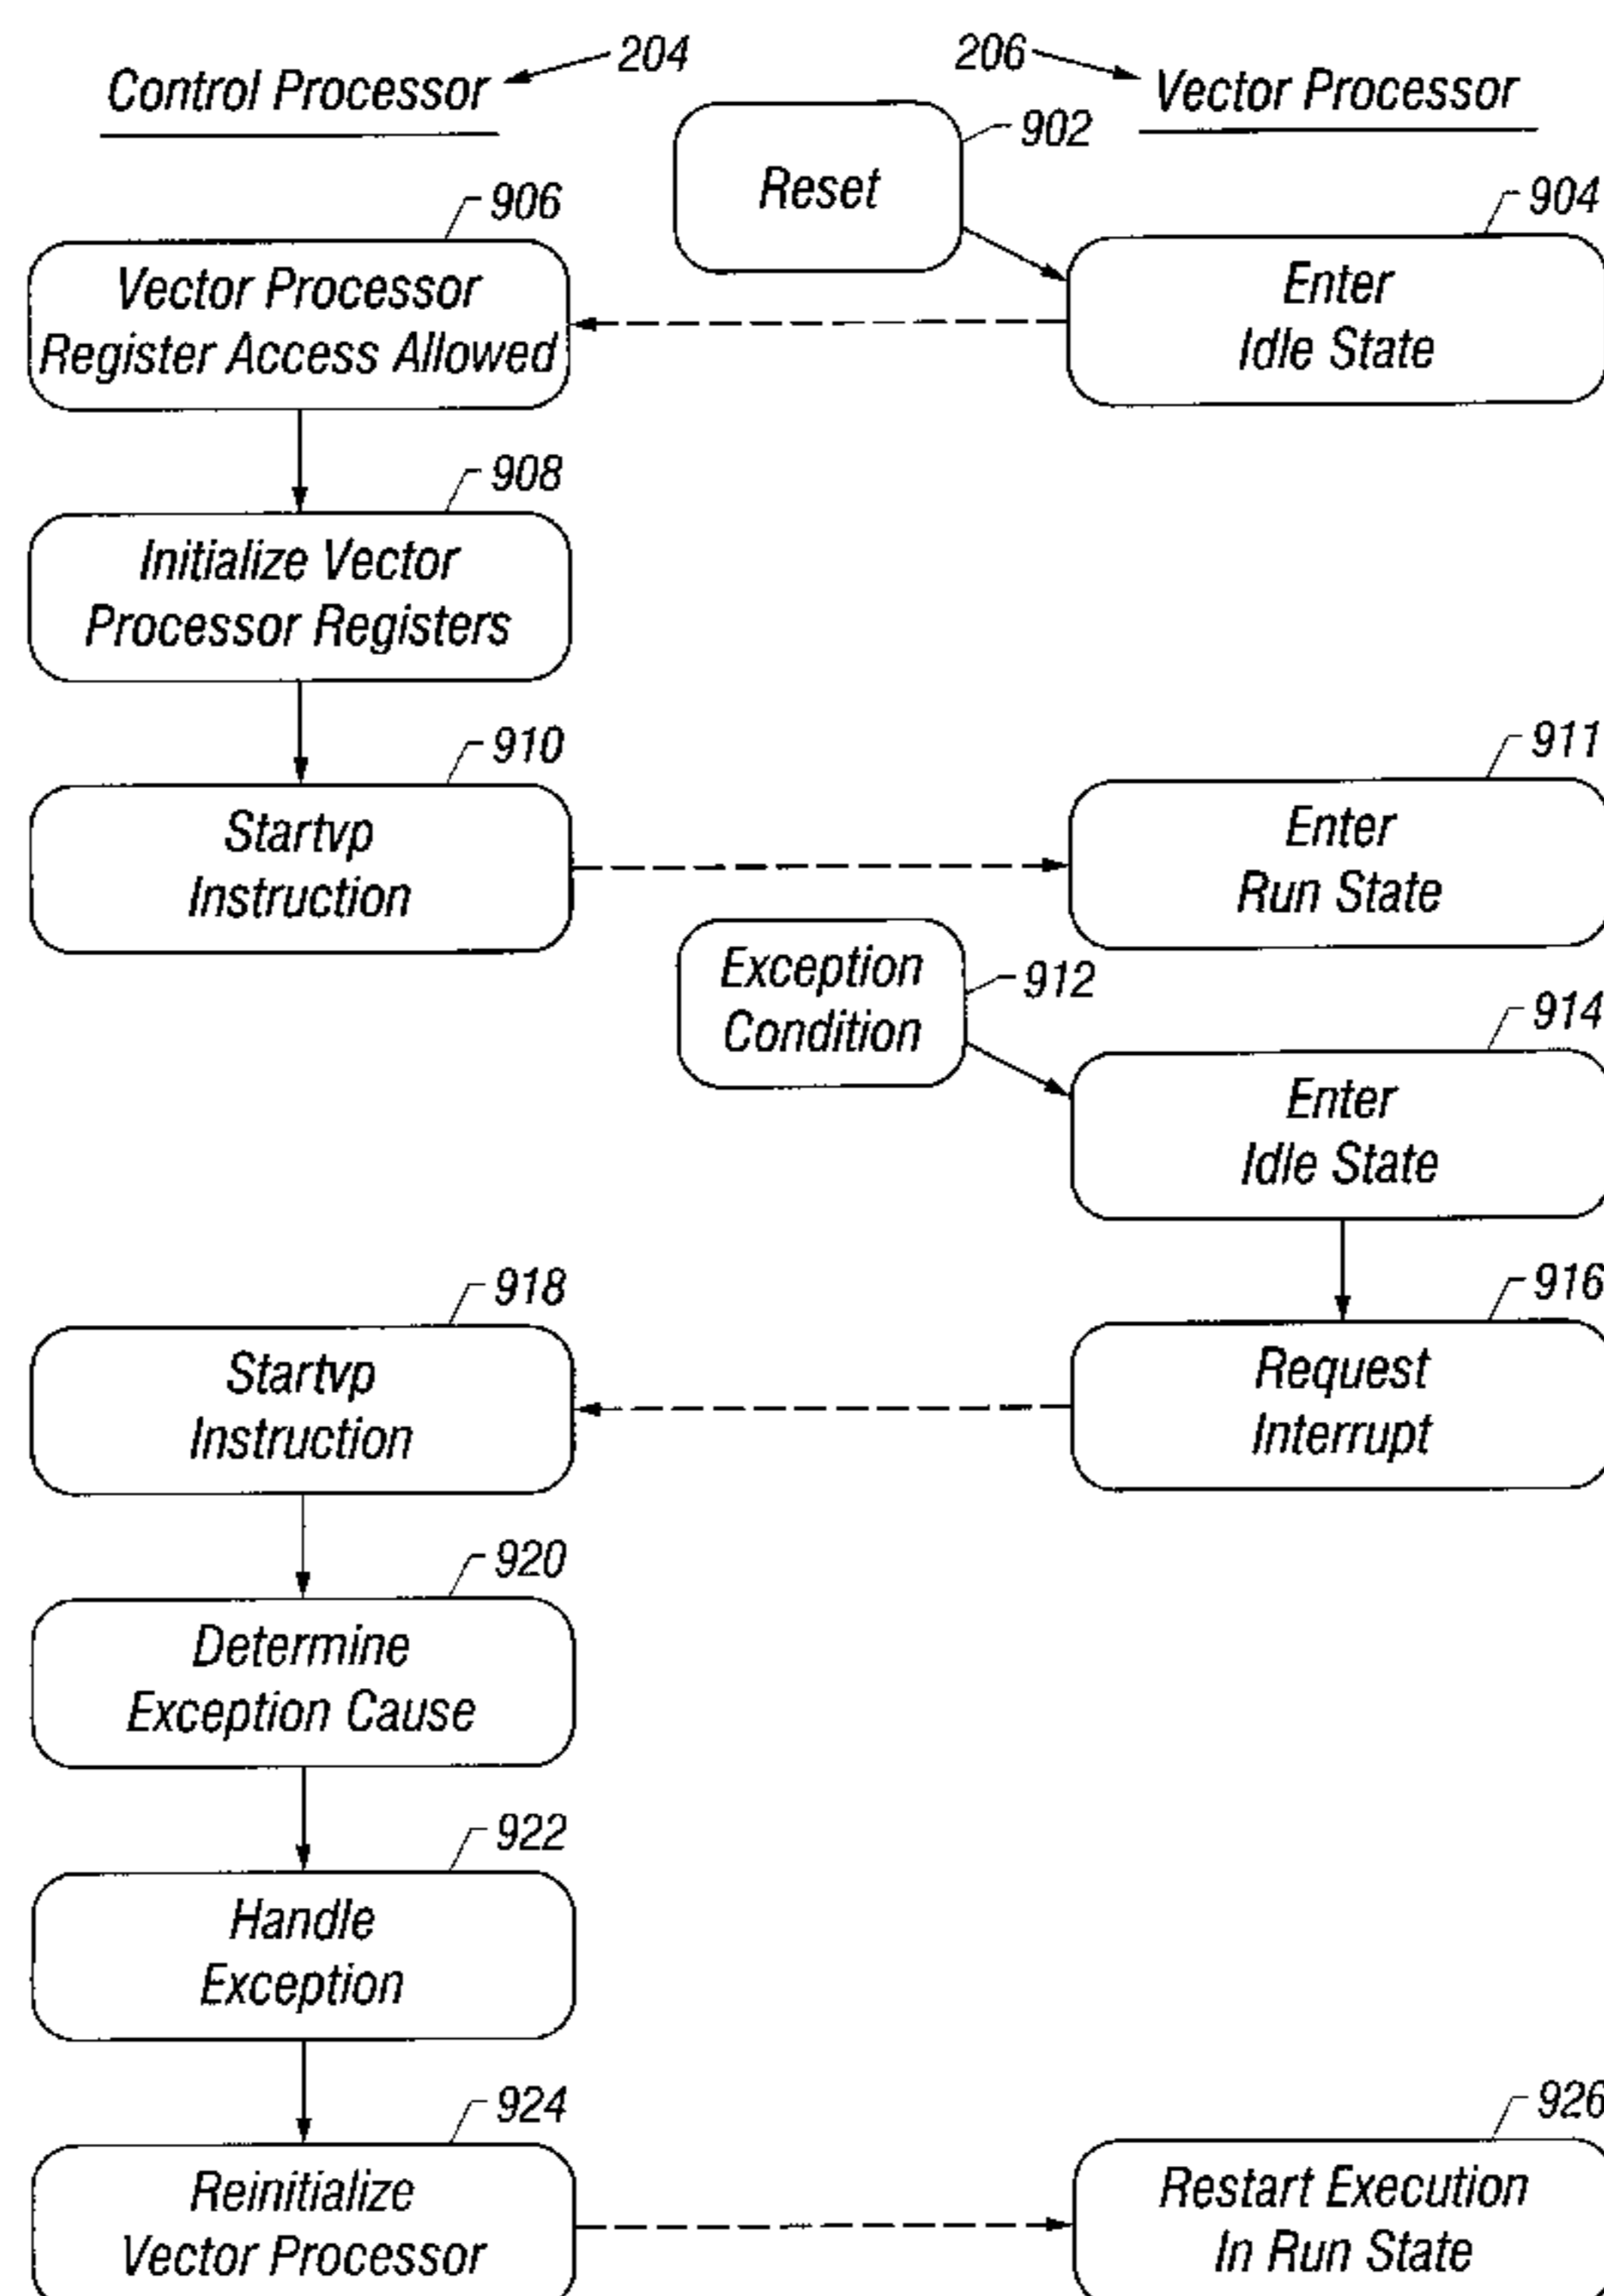 Control Processor
204
206
Vector Processor
Reset
902
904
Enter
Idle State
906
Vector Processor
Register Access Allowed
908
Initialize Vector
Processor Registers
910
Startvp
Instruction
911
Enter
Run State
Exception
Condition
912
914
Enter
Idle State
916
Request
Interrupt
918
Startvp
Instruction
920
Determine
Exception Cause
922
Handle
Exception
924
Reinitialize
Vector Processor
926
Restart Execution
In Run State